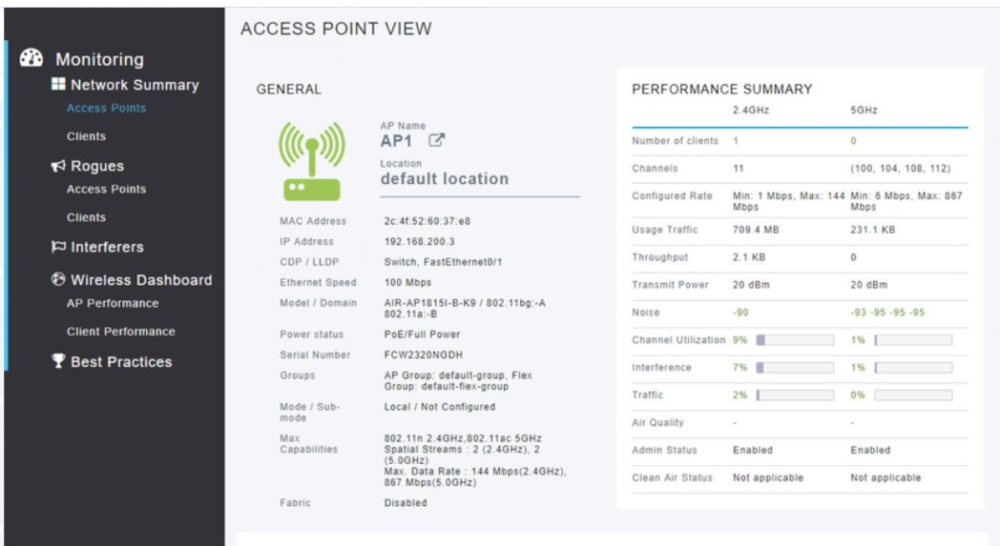 ACCESS POINT VIEW
Monitoring
Network Summary
Access Points
Clients
Rogues
Access Points
Clients
Interferers
Wireless Dashboard
AP Performance
Client Performance
Best Practices
GENERAL
AP Name
AP1
Location
default location
MAC Address 2c:4f:52:60:37:e8
IP Address 192.168.200.3
CDP / LLDP Switch, FastEthernet0/1
Ethernet Speed 100 Mbps
Model / Domain AIR-AP1815I-B-K9 / 802.11bg:-A
802.11a:-B
Power status PoE/Full Power
Serial Number FCW2320NGDH
Groups AP Group: default-group, Flex
Group: default-flex-group
Mode / Sub- Local / Not Configured
mode
Max 802.11n 2.4GHz,802.11ac 5GHz
Capabilities Spatial Streams : 2 (2.4GHz), 2
(5.0GHz)
Max. Data Rate : 144 Mbps(2.4GHz),
867 Mbps(5.0GHz)
Fabric Disabled
PERFORMANCE SUMMARY
2.4GHz 5GHz
Number of clients 1 0
Channels 11 (100, 104, 108, 112)
Configured Rate Min: 1 Mbps, Max: 144 Min: 6 Mbps, Max: 867
Mbps Mbps
Usage Traffic 709.4 MB 231.1 KB
Throughput 2.1 KB 0
Transmit Power 20 dBm 20 dBm
Noise -90 -93 -95 -95 -95
Channel Utilization 9% 1%
Interference 7% 1%
Traffic 2% 0%
Air Quality - -
Admin Status Enabled Enabled
Clean Air Status Not applicable Not applicable